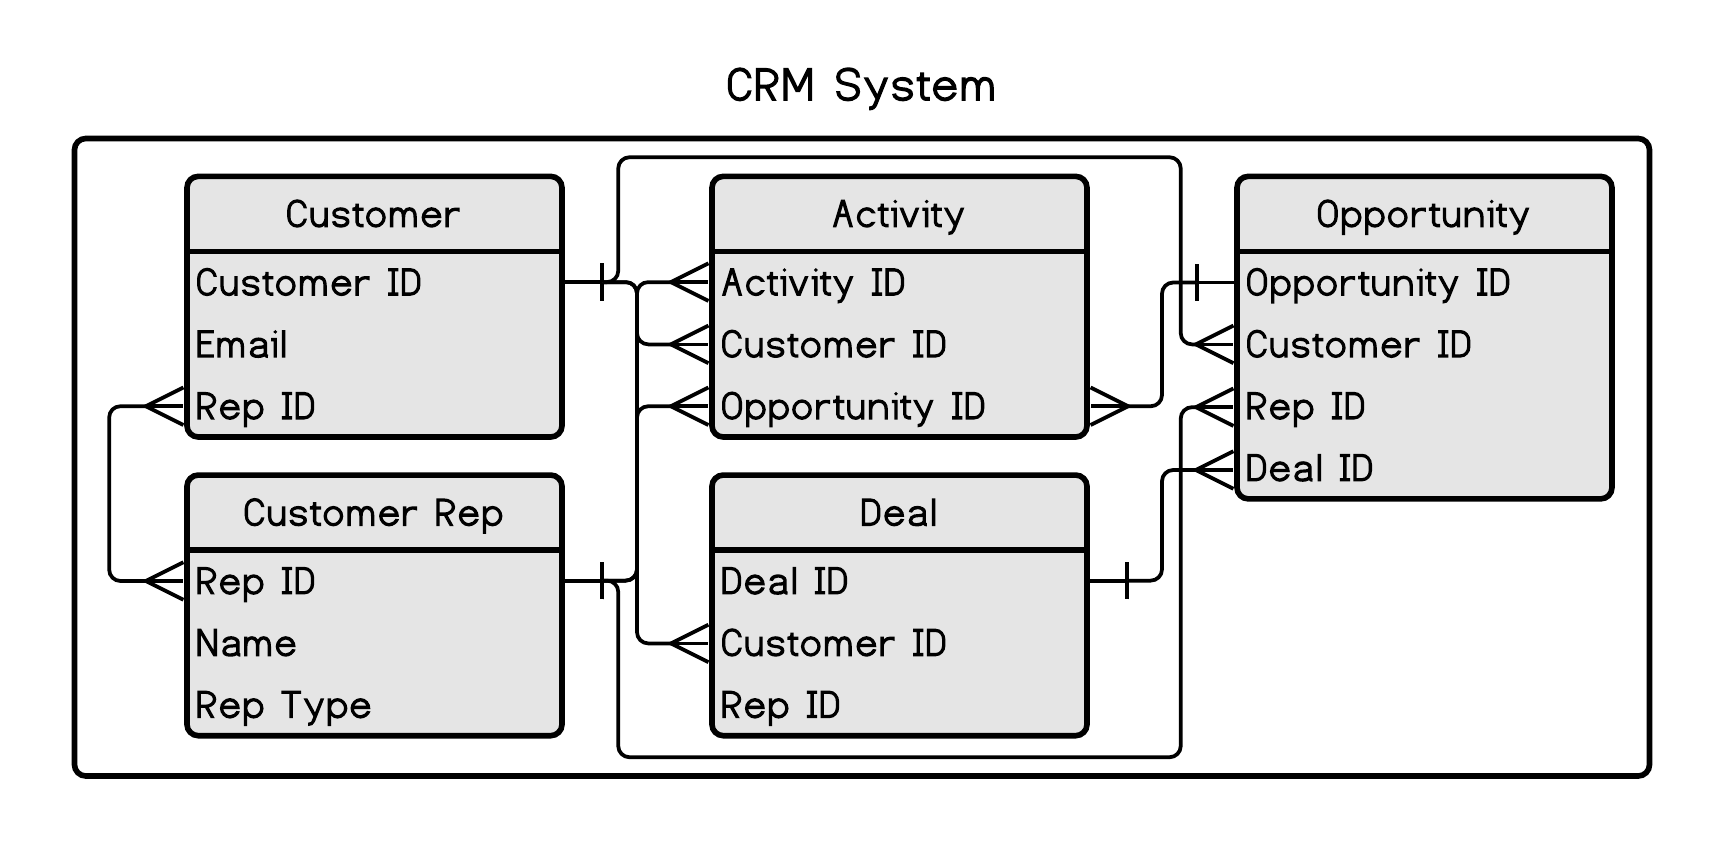 CRM System
Customer
Customer ID
Email
Rep ID
Activity
Activity ID
Customer ID
Opportunity ID
Opportunity
Opportunity ID
Customer ID
Rep ID
Deal ID
Customer Rep
Rep ID
Name
Rep Type
Deal
Deal ID
Customer ID
Rep ID